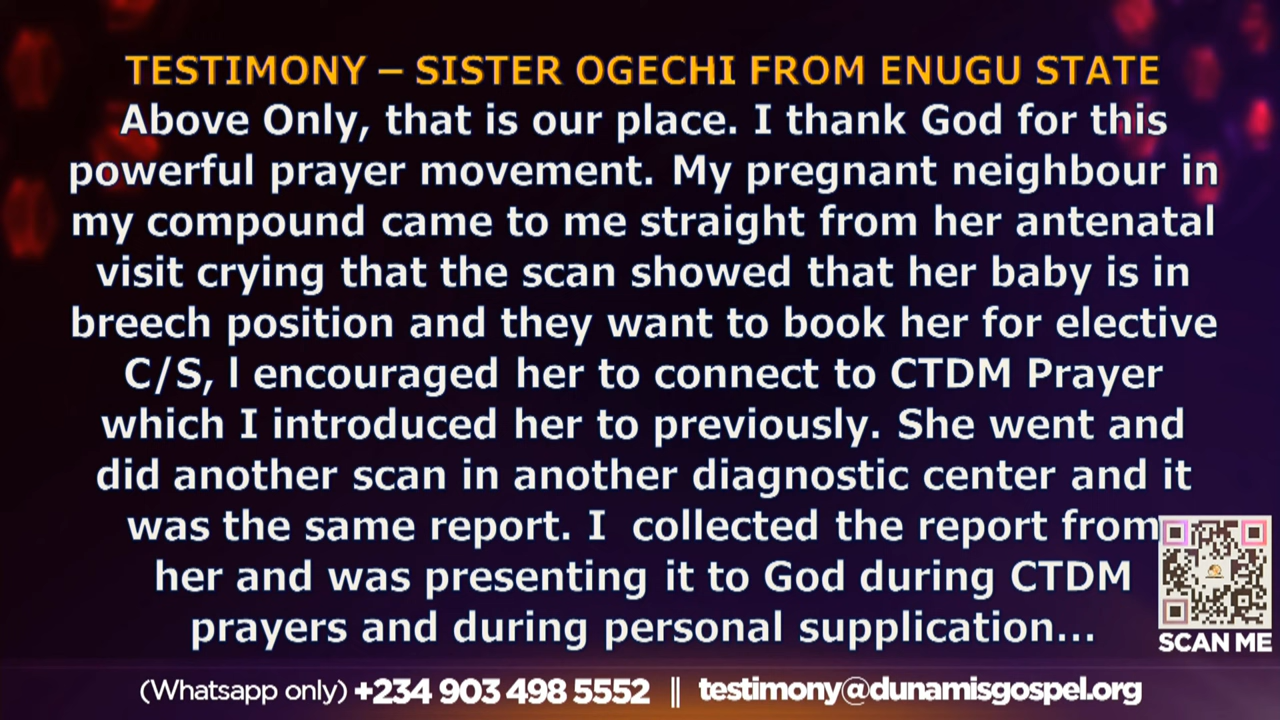 TESTIMONY – SISTER OGECHI FROM ENUGU STATE
Above Only, that is our place. I thank God for this
powerful prayer movement. My pregnant neighbour in
my compound came to me straight from her antenatal
visit crying that the scan showed that her baby is in
breech position and they want to book her for elective
C/S, l encouraged her to connect to CTDM Prayer
which I introduced her to previously. She went and
did another scan in another diagnostic center and it
was the same report. I  collected the report from
her and was presenting it to God during CTDM
prayers and during personal supplication...
SCAN ME
(Whatsapp only) +234 903 498 5552 || testimony@dunamisgospel.org